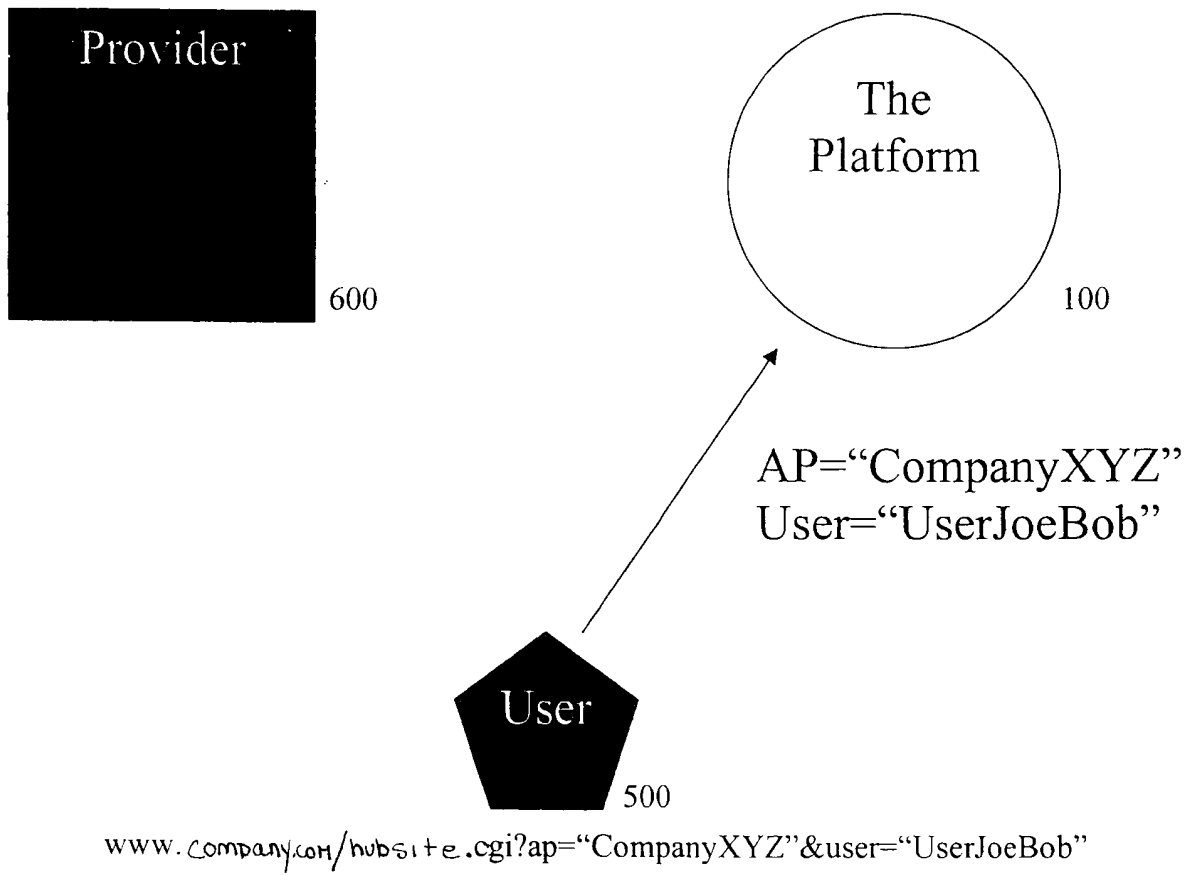 Provider
The
Platform
600
100
AP=“CompanyXYZ”
User=“UserJoeBob”
User
500
www.company.com/hubsite.cgi?ap=“CompanyXYZ”&user=“UserJoeBob”